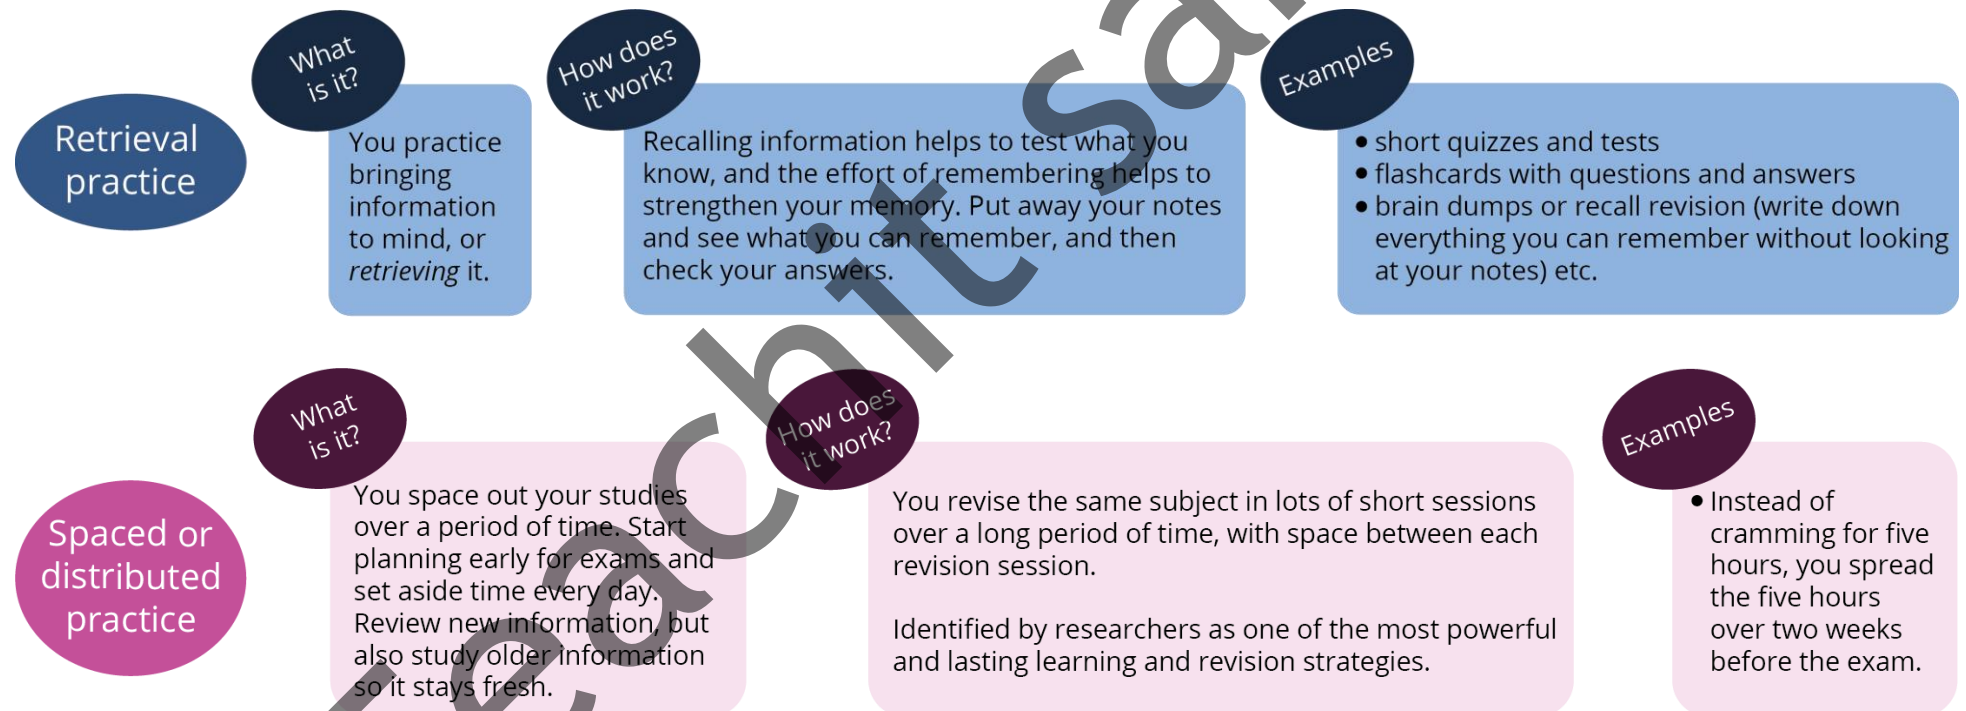 Retrieval
practice
What
is it?
You practice
bringing
information
to mind, or
retrieving it.
How does
it work?
Recalling information helps to test what you
know, and the effort of remembering helps to
strengthen your memory. Put away your notes
and see what you can remember, and then
check your answers.
Examples
• short quizzes and tests
• flashcards with questions and answers
• brain dumps or recall revision (write down
everything you can remember without looking
at your notes) etc.
Spaced or
distributed
practice
What
is it?
You space out your studies
over a period of time. Start
planning early for exams and
set aside time every day.
Review new information, but
also study older information
so it stays fresh.
How does
it work?
You revise the same subject in lots of short sessions
over a long period of time, with space between each
revision session.
Identified by researchers as one of the most powerful
and lasting learning and revision strategies.
Examples
• Instead of
cramming for five
hours, you spread
the five hours
over two weeks
before the exam.
teachit sa